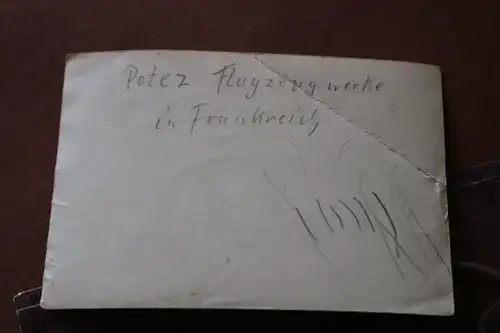 Potez Flugzeugwerke
in Frankreich